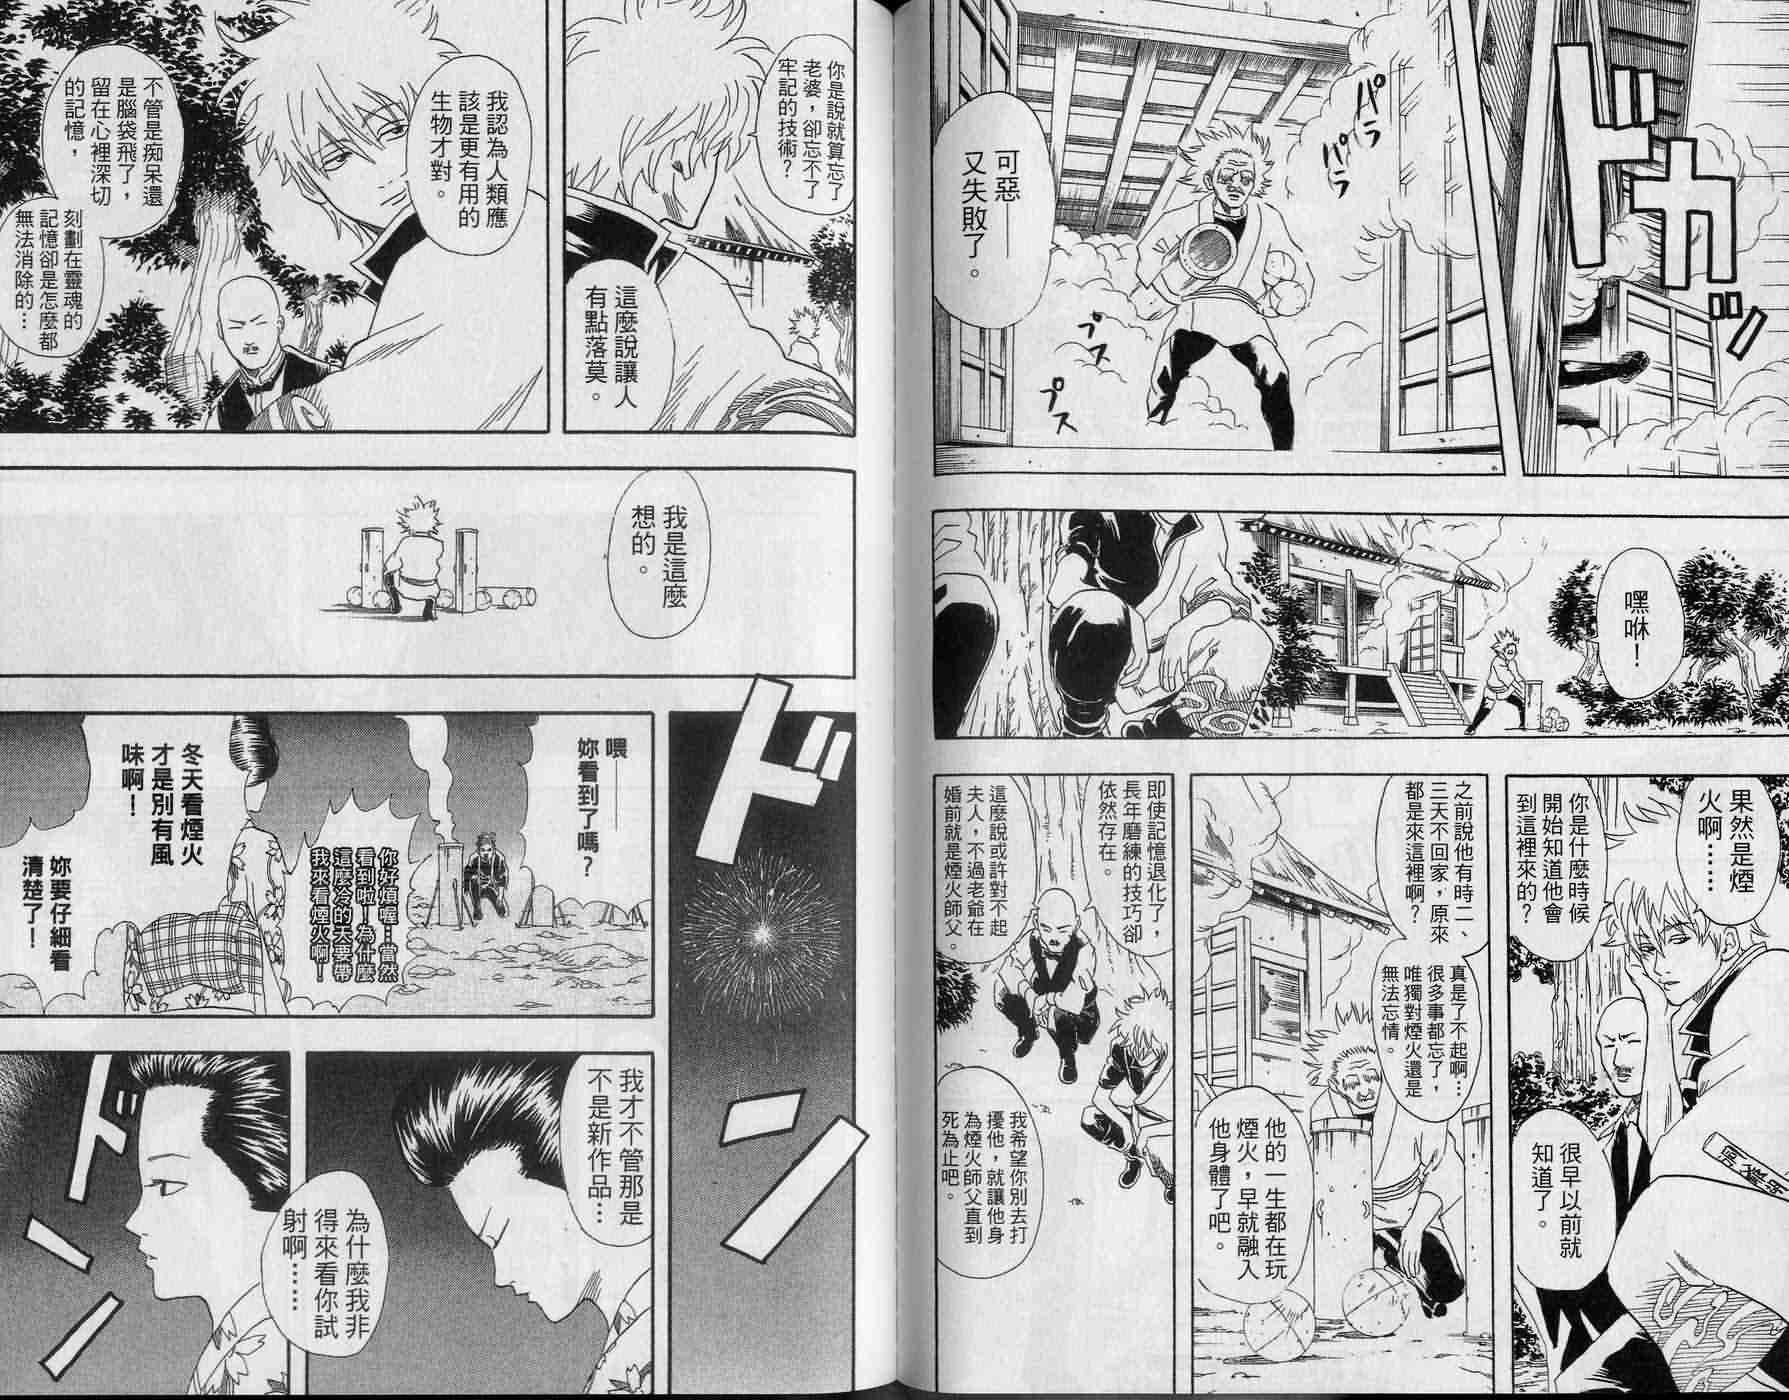 ドカン
パラ
パラ
可惡──
又失敗了。
プス
プス
嘿咻！
果然是煙
火啊……
你是什麼時候
開始知道他會
到這裡來的？
很早以前就
知道了。
之前說他有時二、
三天不回家，原來
都是來這裡啊？
真是了不起啊…
很多事都忘了，
唯獨對煙火還是
無法忘情。
他的一生都在玩
煙火，早就融入
他身體了吧。
即使記憶退化了，
長年磨練的技巧卻
依然存在。
這麼說或許對不起
夫人，不過老爺在
婚前就是煙火師父。
我希望你別去打
擾他，就讓他身
為煙火師父直到
死為止吧。
你是說就算忘了
老婆，卻忘不了
牢記的技術？
這麼說讓人
有點落莫。
我認為人類應
該是更有用的
生物才對。
不管是痴呆還
是腦袋飛了，
留在心裡深切
的記憶，
刻劃在靈魂的
記憶卻是怎麼都
無法消除的…
我是這麼
想的。
ドン
喂──
妳看到了嗎？
你好煩喔…當然
看到啦！為什麼
這麼冷的天要帶
我來看煙火啊！
冬天看煙火
才是別有風
味啊！
妳要仔細看
清楚了！
我才不管那是
不是新作品…
為什麼我非
得來看你試
射啊……
ドン